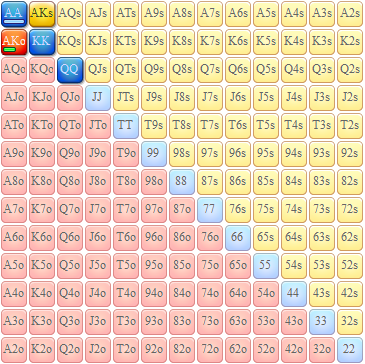 AA AKs AQs AJs ATs A9s A8s A7s A6s A5s A4s A3s A2s
AKo KK KQs KJs KTs K9s K8s K7s K6s K5s K4s K3s K2s
AQo KQo QQ QJs QTs Q9s Q8s Q7s Q6s Q5s Q4s Q3s Q2s
AJo KJo QJo JJ JTs J9s J8s J7s J6s J5s J4s J3s J2s
ATo KTo QTo JTo TT T9s T8s T7s T6s T5s T4s T3s T2s
A9o K9o Q9o J9o T9o 99 98s 97s 96s 95s 94s 93s 92s
A8o K8o Q8o J8o T8o 98o 88 87s 86s 85s 84s 83s 82s
A7o K7o Q7o J7o T7o 97o 87o 77 76s 75s 74s 73s 72s
A6o K6o Q6o J6o T6o 96o 86o 76o 66 65s 64s 63s 62s
A5o K5o Q5o J5o T5o 95o 85o 75o 65o 55 54s 53s 52s
A4o K4o Q4o J4o T4o 94o 84o 74o 64o 54o 44 43s 42s
A3o K3o Q3o J3o T3o 93o 83o 73o 63o 53o 43o 33 32s
A2o K2o Q2o J2o T2o 92o 82o 72o 62o 52o 42o 32o 22